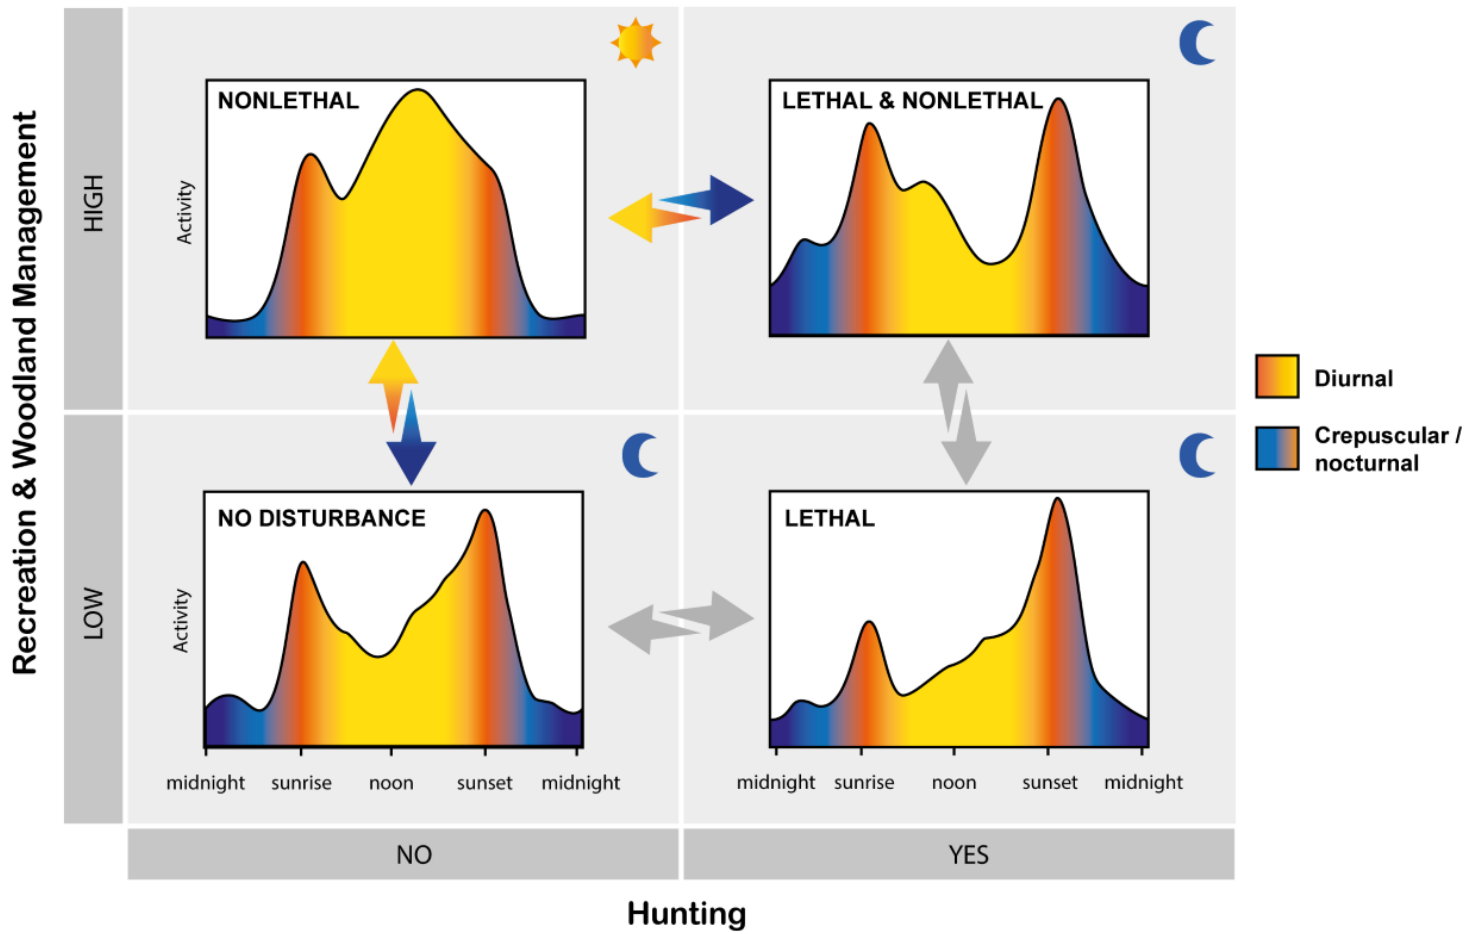 Recreation & Woodland Management
HIGH
NONLETHAL
Activity
LETHAL & NONLETHAL
LOW
NO DISTURBANCE
Activity
midnight sunrise noon sunset midnight
LETHAL
midnight sunrise noon sunset midnight
Diurnal
Crepuscular /
nocturnal
NO
YES
Hunting